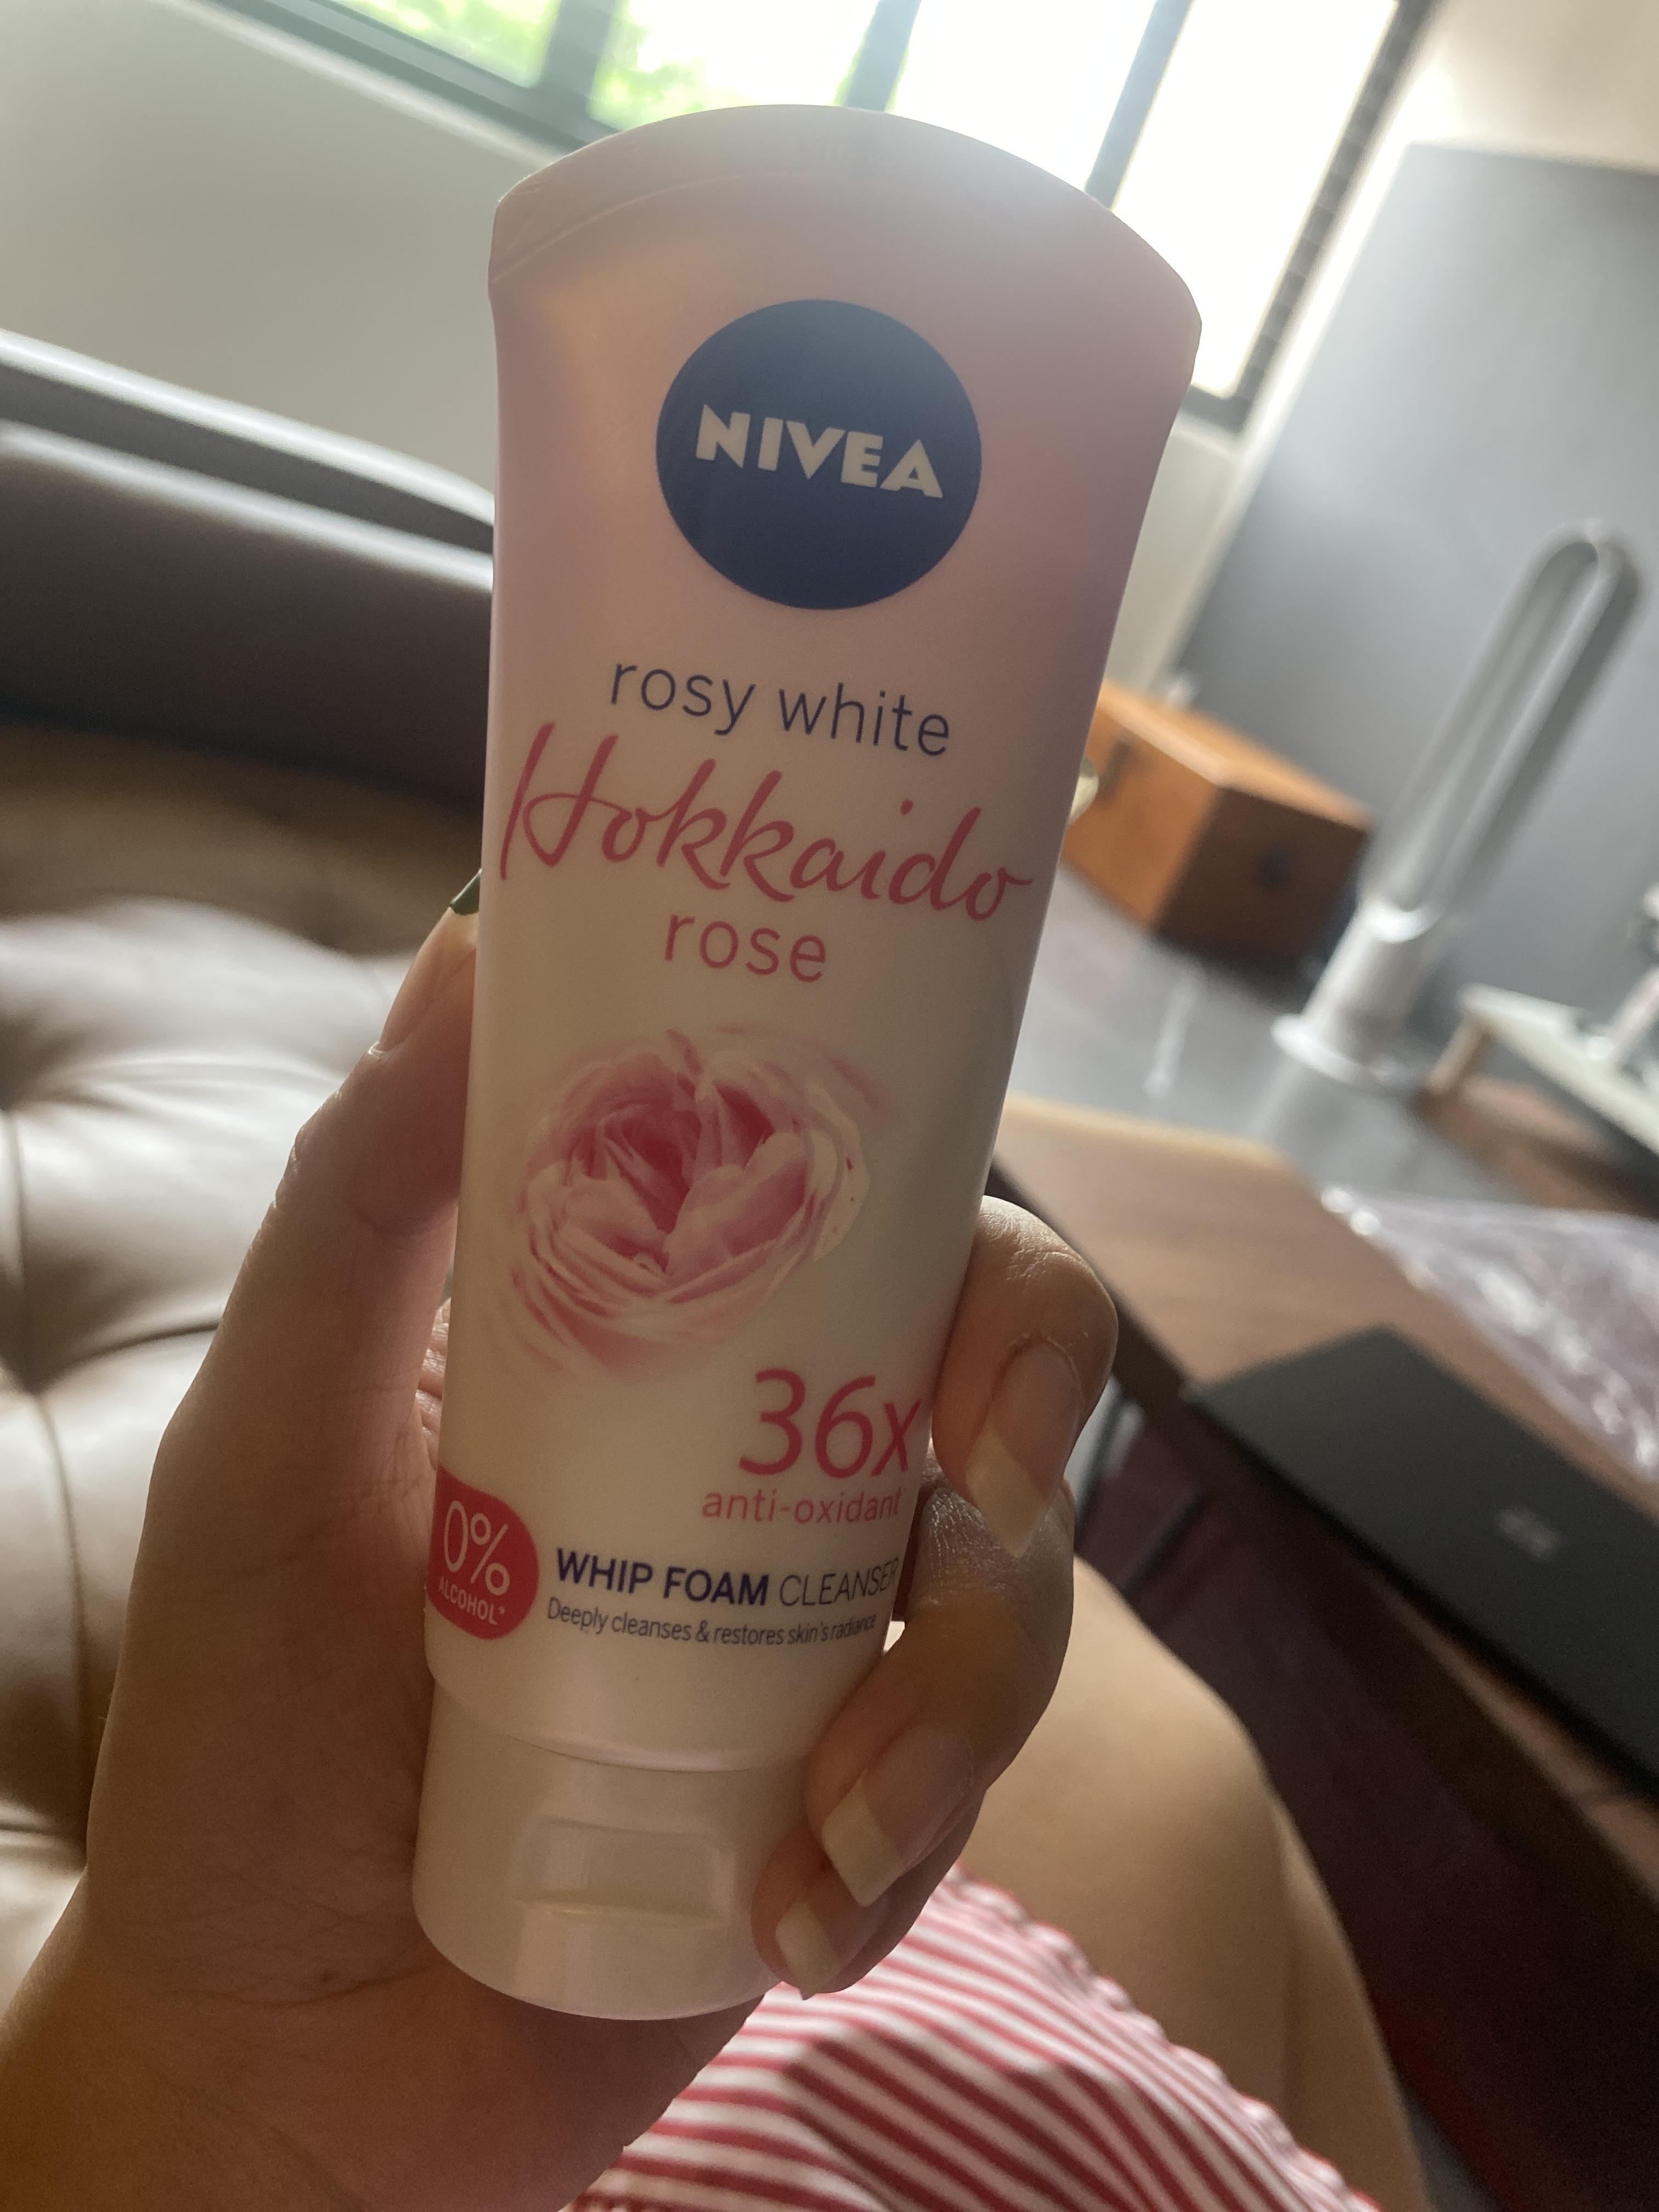 NIVEA
rosy white
Hokkaido
rose
36x
anti-oxidant
0%
ALCOHOL*
WHIP FOAM CLEANSER
Deeply cleanses & restores skin's radiance